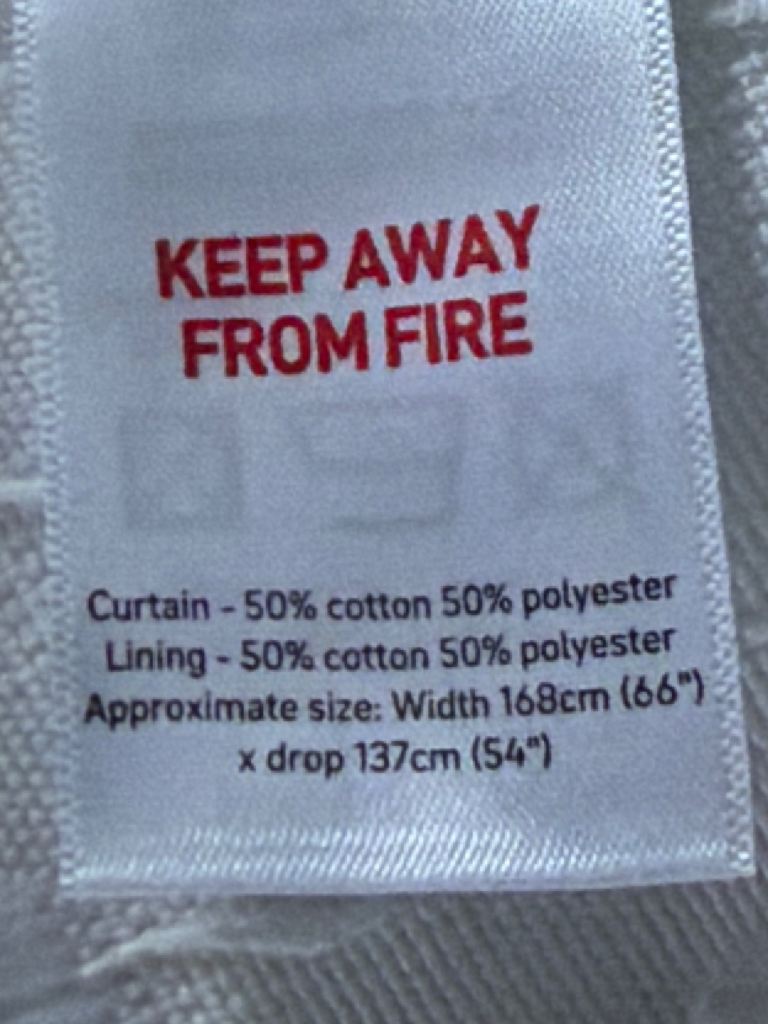 KEEP AWAY
FROM FIRE
Curtain - 50% cotton 50% polyester
Lining - 50% cotton 50% polyester
Approximate size: Width 168cm (66")
x drop 137cm (54")